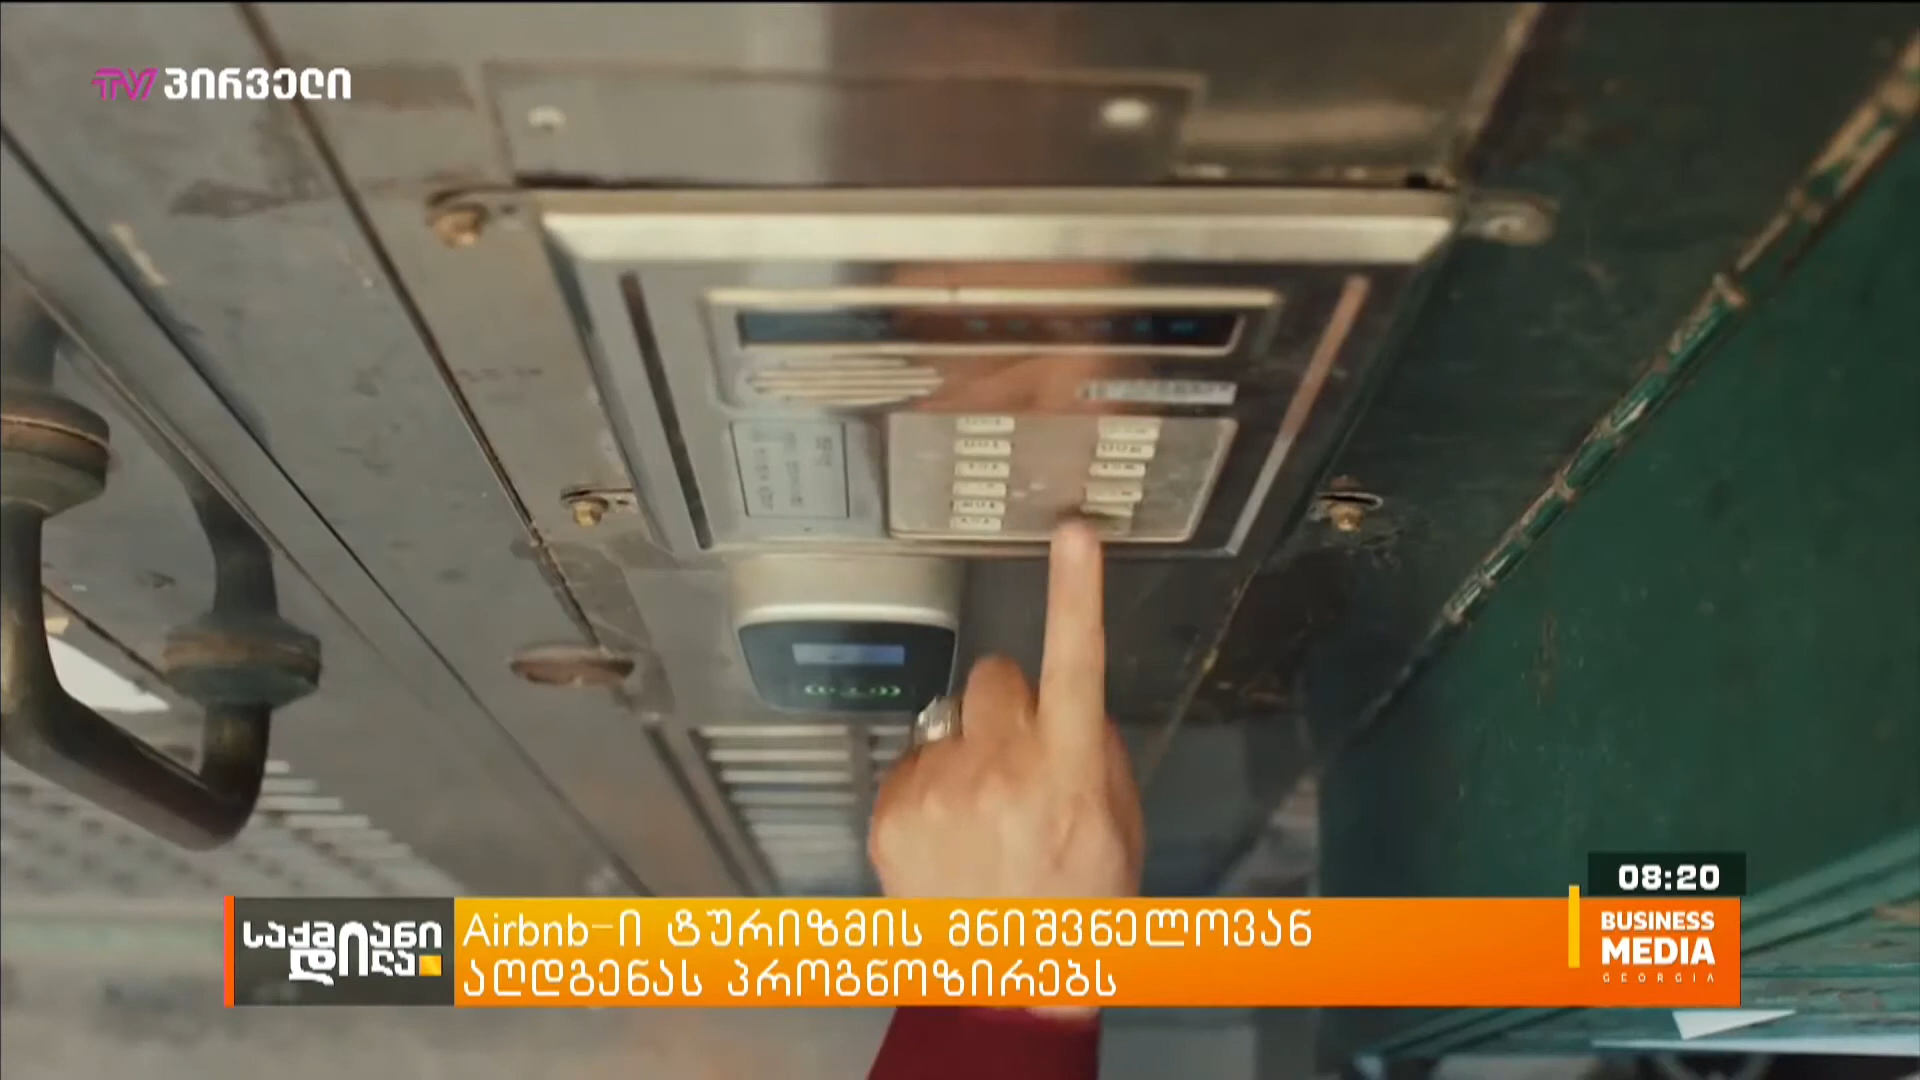 TV ᲞᲘᲠᲕᲔᲚᲘ
08:20
საქმიანი
დილა
Airbnb-ი ტურიზმის მნიშვნელოვან
აღდგენას პროგნოზირებს
BUSINESS
MEDIA
GEORGIA